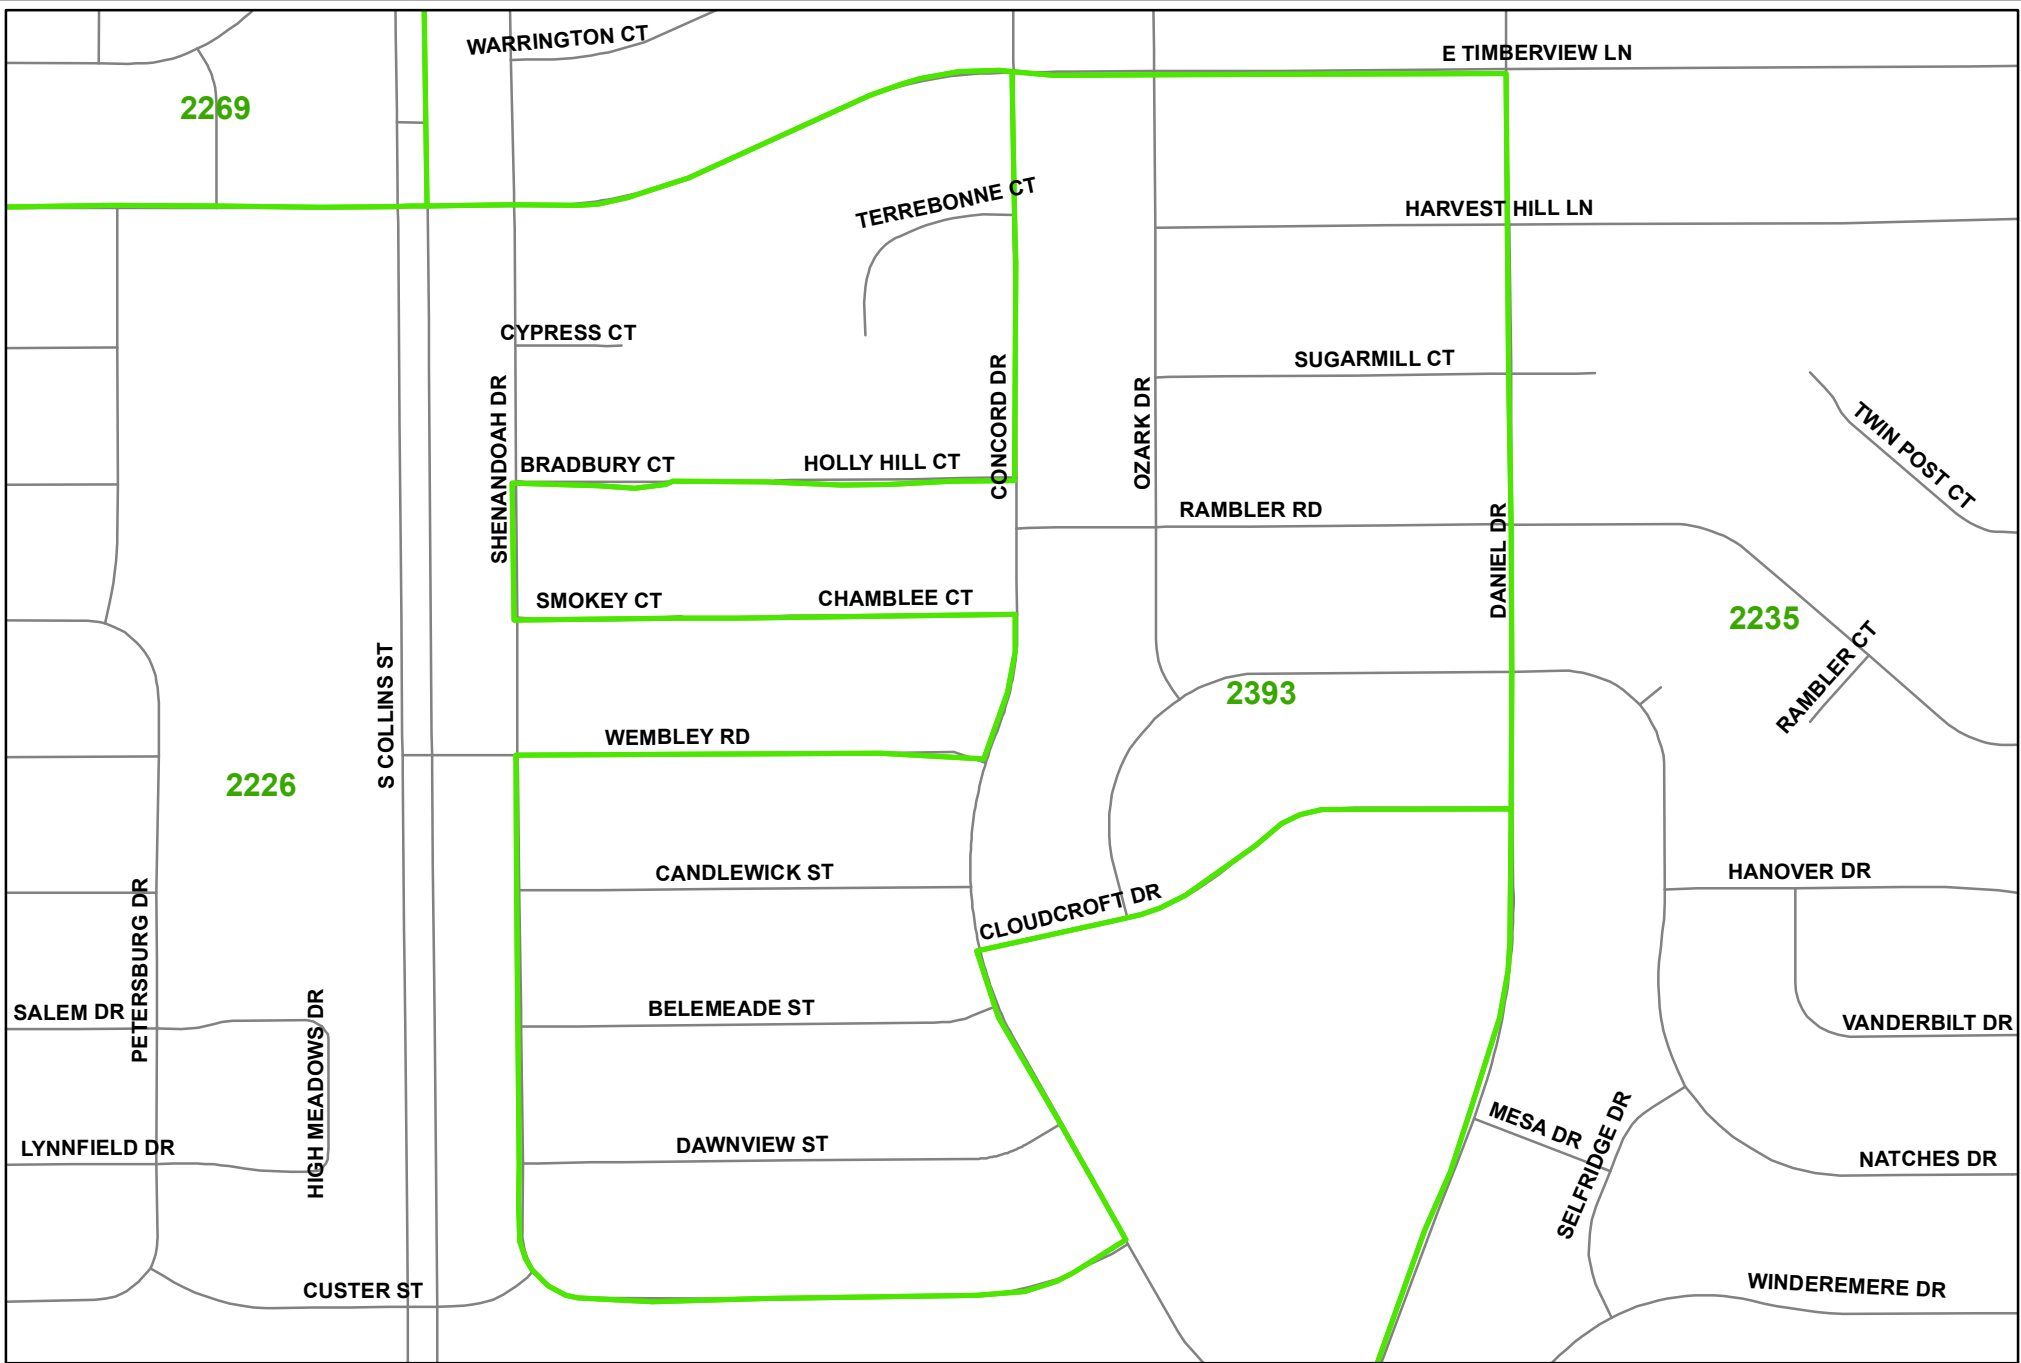 WARRINGTON CT
E TIMBERVIEW LN
2269
TERREBONNE CT
HARVEST HILL LN
CYPRESS CT
SUGARMILL CT
SHENANDOAH DR
CONCORD DR
OZARK DR
TWIN POST CT
BRADBURY CT
HOLLY HILL CT
RAMBLER RD
DANIEL DR
SMOKEY CT
CHAMBLEE CT
2235
RAMBLER CT
S COLLINS ST
2393
WEMBLEY RD
2226
CANDLEWICK ST
HANOVER DR
CLOUDCROFT DR
PETERSBURG DR
SALEM DR
HIGH MEADOWS DR
BELEMEADE ST
VANDERBILT DR
MESA DR
SELFRIDGE DR
LYNNFIELD DR
DAWNVIEW ST
NATCHES DR
CUSTER ST
WINDEREMERE DR